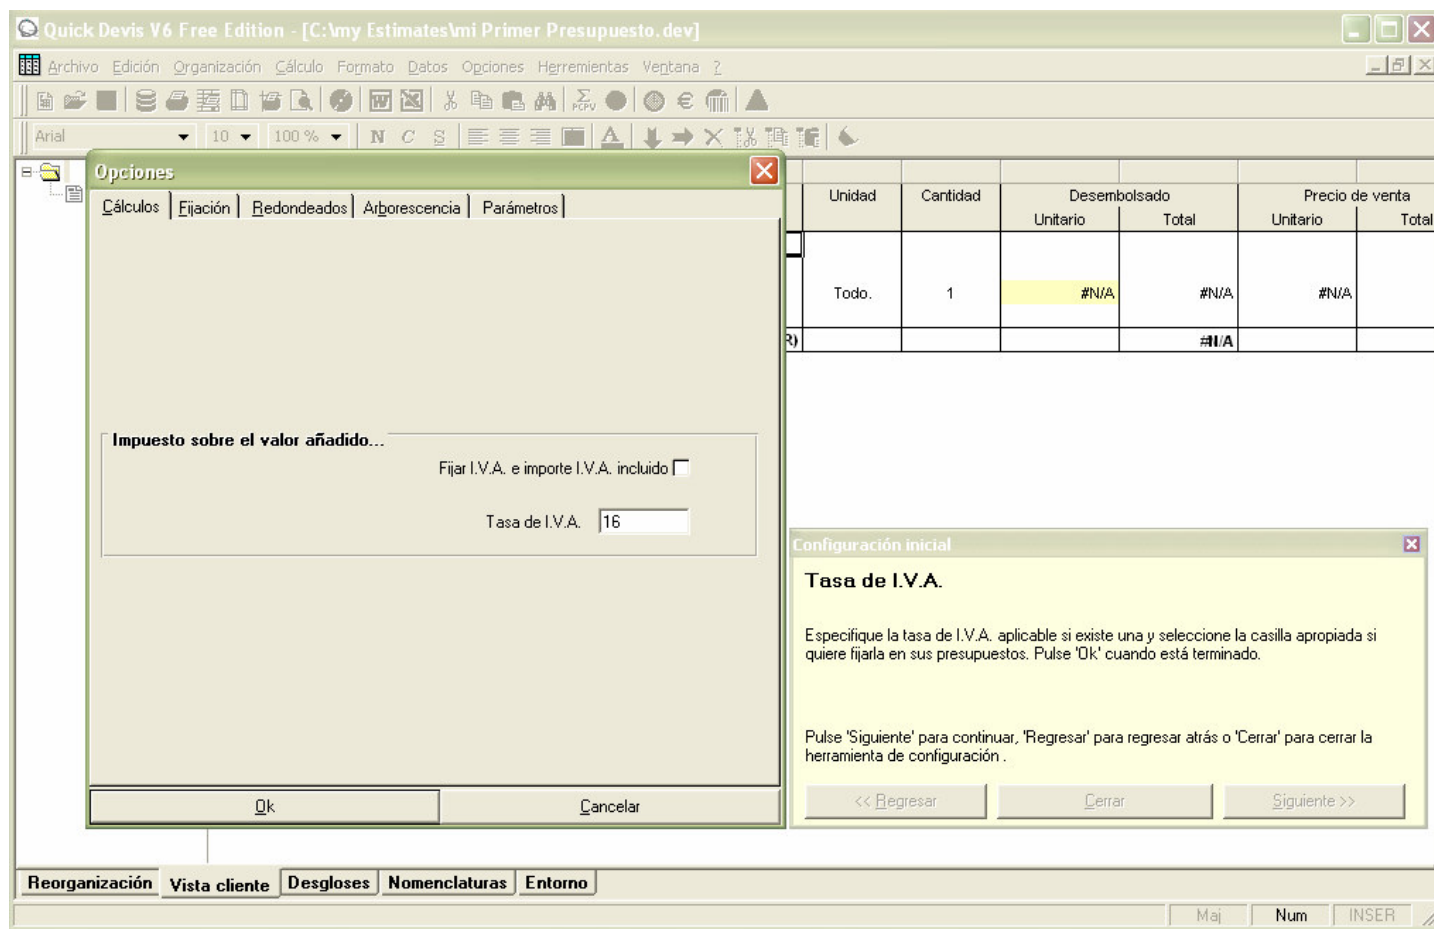 Quick Devis V6 Free Edition - [C:\my Estimates\mi Primer Presupuesto.dev]
Archivo Edición Organización Cálculo Formato Datos Opciones Herremientas Ventana ?
Arial 10 100 % N C S A
Opciones
Cálculos Fijación Redondeados Arborescencia Parámetros
Unidad Cantidad Desembolsado Precio de venta
Unitario Total Unitario Total
Todo. 1 #N/A #N/A #N/A
R) #N/A
Impuesto sobre el valor añadido...
Fijar I.V.A. e importe I.V.A. incluido
Tasa de I.V.A. 16
Ok Cancelar
Configuración inicial
Tasa de I.V.A.
Especifique la tasa de I.V.A. aplicable si existe una y seleccione la casilla apropiada si
quiere fijarla en sus presupuestos. Pulse 'Ok' cuando está terminado.
Pulse 'Siguiente' para continuar, 'Regresar' para regresar atrás o 'Cerrar' para cerrar la
herramienta de configuración .
<< Regresar Cerrar Siguiente >>
Reorganización Vista cliente Desgloses Nomenclaturas Entorno
Maj Num INSER